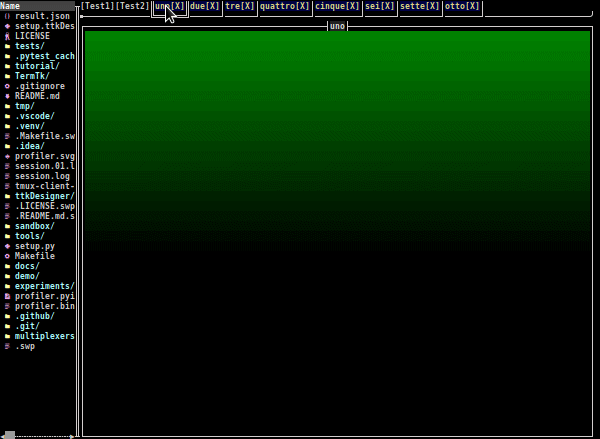 Name
[Test1][Test2] uno[X] due[X] tre[X] quattro[X] cinque[X] sei[X] sette[X] otto[X]
uno
result.json
setup.ttkDes
LICENSE
tests/
.pytest_cach
tutorial/
TermTk/
.gitignore
README.md
tmp/
.vscode/
.venv/
.Makefile.sw
.idea/
profiler.svg
session.01.l
session.log
tmux-client-
ttkDesigner/
.LICENSE.swp
.README.md.s
sandbox/
tools/
setup.py
Makefile
docs/
demo/
experiments/
profiler.pyi
profiler.bin
.github/
.git/
multiplexers
.swp